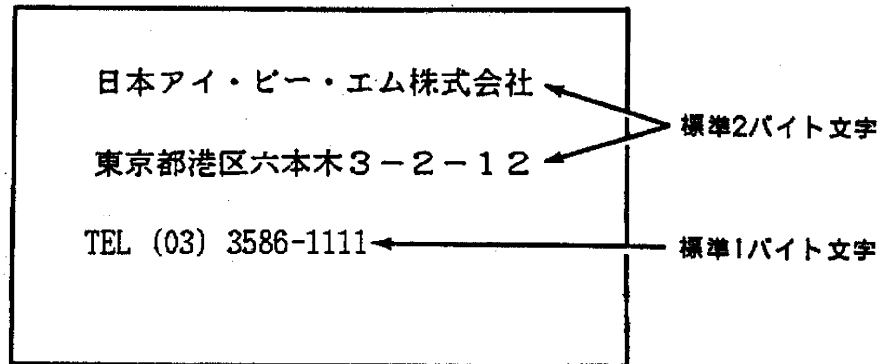 日本アイ・ビー・エム株式会社
標準2バイト文字
東京都港区六本木3－2－12
TEL (03) 3586-1111
標準1バイト文字